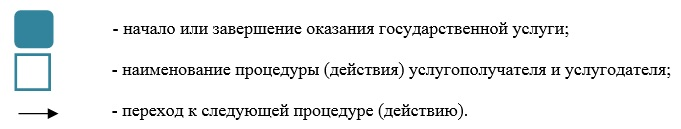 - начало или завершение оказания государственной услуги;
- наименование процедуры (действия) услугополучателя и услугодателя;
- переход к следующей процедуре (действию).